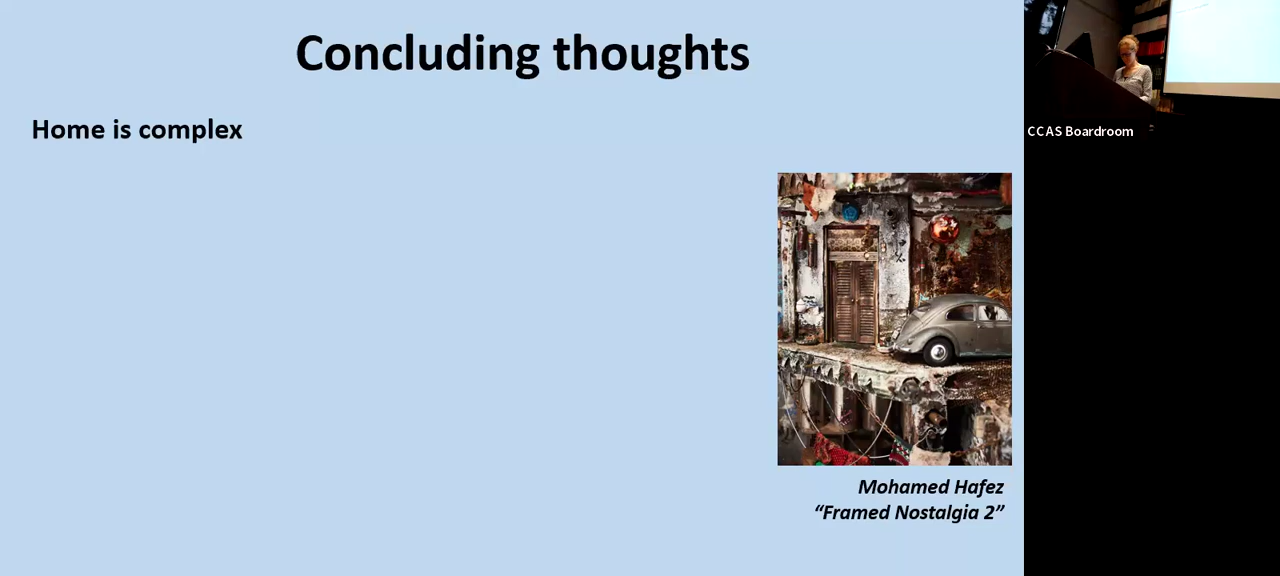 Concluding thoughts
Home is complex
CCAS Boardroom
Mohamed Hafez
“Framed Nostalgia 2”